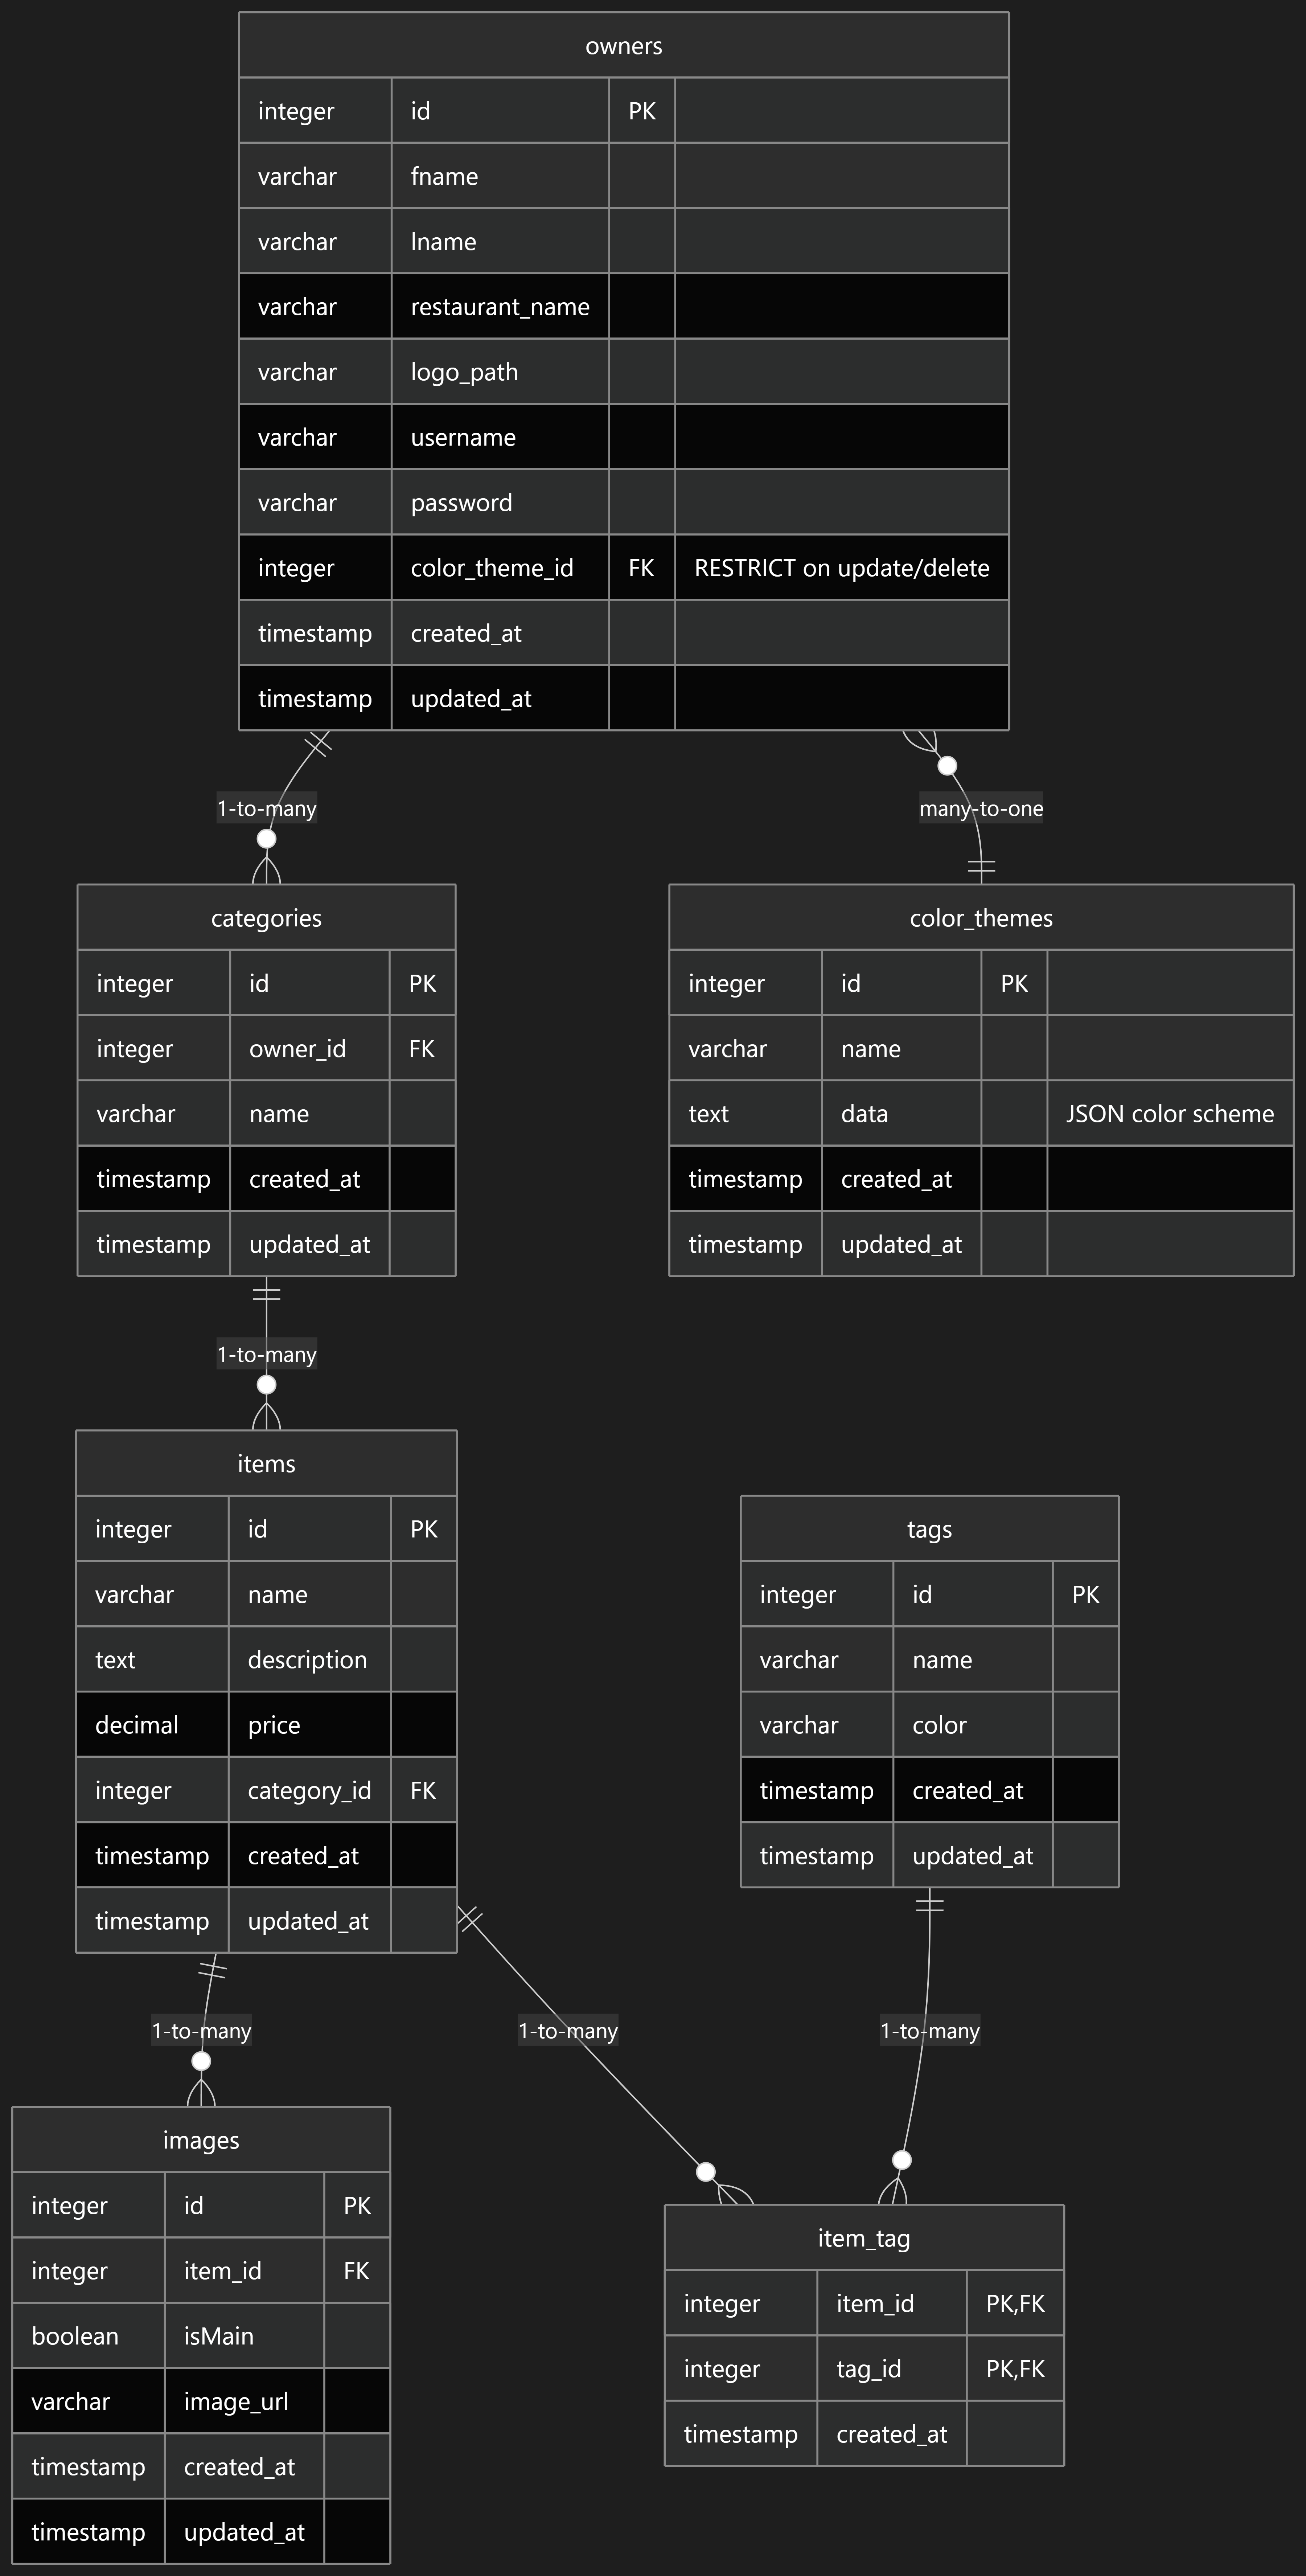 owners
integer id PK
varchar fname
varchar lname
varchar restaurant_name
varchar logo_path
varchar username
varchar password
integer color_theme_id FK RESTRICT on update/delete
timestamp created_at
timestamp updated_at
1-to-many
many-to-one
categories
integer id PK
integer owner_id FK
varchar name
timestamp created_at
timestamp updated_at
color_themes
integer id PK
varchar name
text data JSON color scheme
timestamp created_at
timestamp updated_at
1-to-many
items
integer id PK
varchar name
text description
decimal price
integer category_id FK
timestamp created_at
timestamp updated_at
tags
integer id PK
varchar name
varchar color
timestamp created_at
timestamp updated_at
1-to-many
1-to-many
1-to-many
images
integer id PK
integer item_id FK
boolean isMain
varchar image_url
timestamp created_at
timestamp updated_at
item_tag
integer item_id PK,FK
integer tag_id PK,FK
timestamp created_at